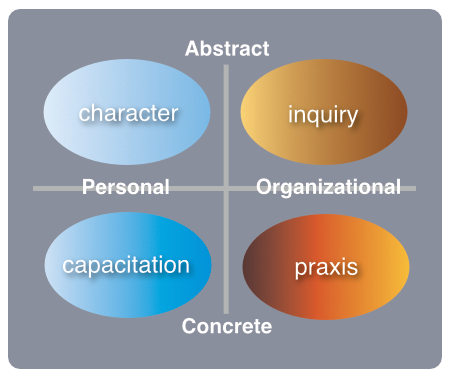 Abstract
character
inquiry
Personal
Organizational
capacitation
praxis
Concrete